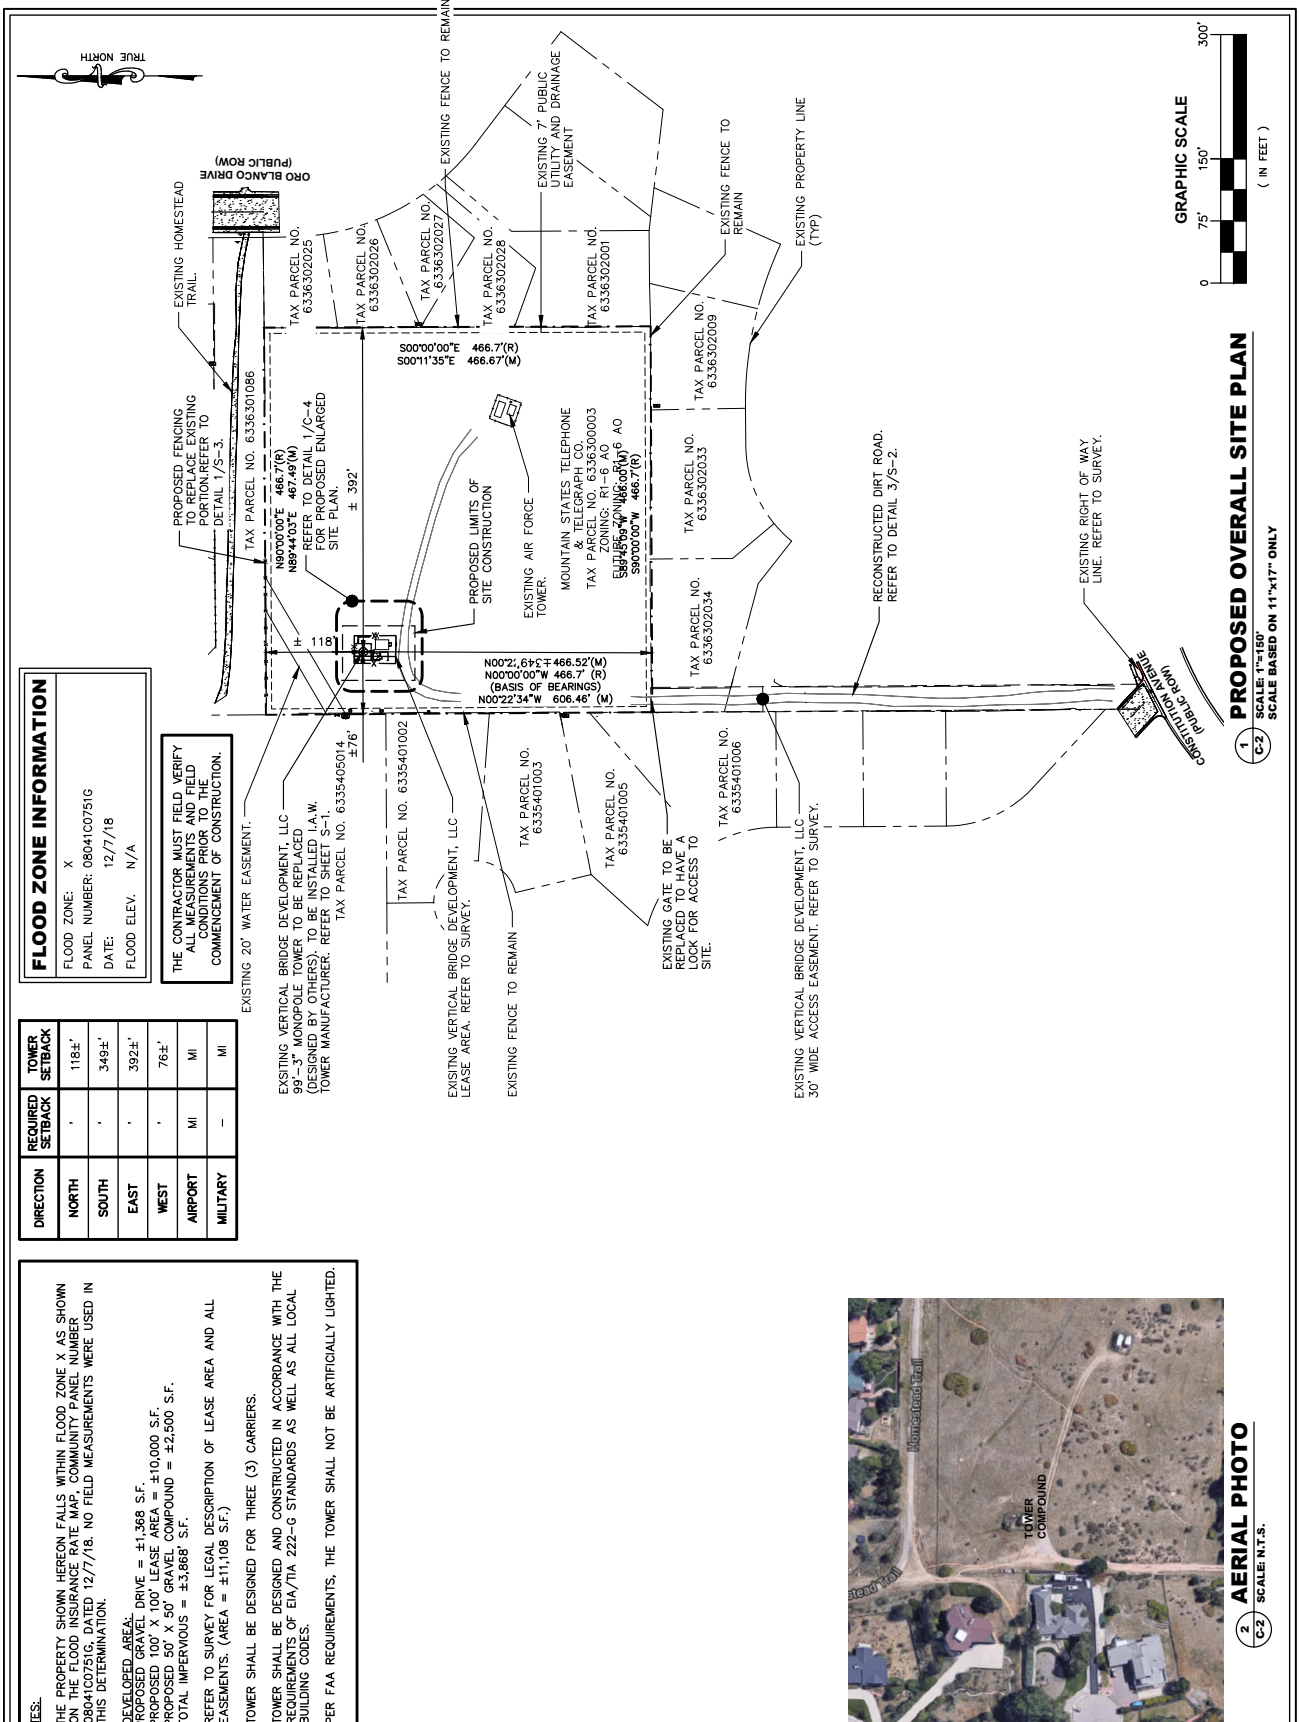 TES:
THE PROPERTY SHOWN HEREON FALLS WITHIN FLOOD ZONE X AS SHOWN
ON THE FLOOD INSURANCE RATE MAP, COMMUNITY PANEL NUMBER
08041C0751G, DATED 12/7/18. NO FIELD MEASUREMENTS WERE USED IN
THIS DETERMINATION.
DEVELOPED AREA:
PROPOSED GRAVEL DRIVE = ±1,368 S.F.
PROPOSED 100' X 100' LEASE AREA = ±10,000 S.F.
PROPOSED 50' X 50' GRAVEL COMPOUND = ±2,500 S.F.
TOTAL IMPERVIOUS = ±3,868' S.F.
REFER TO SURVEY FOR LEGAL DESCRIPTION OF LEASE AREA AND ALL
EASEMENTS. (AREA = ±11,108 S.F.)
TOWER SHALL BE DESIGNED FOR THREE (3) CARRIERS.
TOWER SHALL BE DESIGNED AND CONSTRUCTED IN ACCORDANCE WITH THE
REQUIREMENTS OF EIA/TIA 222-G STANDARDS AS WELL AS ALL LOCAL
BUILDING CODES.
PER FAA REQUIREMENTS, THE TOWER SHALL NOT BE ARTIFICIALLY LIGHTED.
DIRECTION REQUIRED SETBACK TOWER SETBACK
NORTH ' 118±'
SOUTH ' 349±'
EAST ' 392±'
WEST ' 76±'
AIRPORT MI MI
MILITARY - MI
FLOOD ZONE INFORMATION
FLOOD ZONE: X
PANEL NUMBER: 08041C0751G
DATE: 12/7/18
FLOOD ELEV. N/A
THE CONTRACTOR MUST FIELD VERIFY
ALL MEASUREMENTS AND FIELD
CONDITIONS PRIOR TO THE
COMMENCEMENT OF CONSTRUCTION.
TRUE NORTH
EXISTING 20' WATER EASEMENT.
EXSITING VERTICAL BRIDGE DEVELOPMENT, LLC
99'-3" MONOPOLE TOWER TO BE REPLACED
(DESIGNED BY OTHERS). TO BE INSTALLED I.A.W.
TOWER MANUFACTURER. REFER TO SHEET S-1.
TAX PARCEL NO. 6335405014
±76'
TAX PARCEL NO. 6335401002
EXISITNG VERTICAL BRIDGE DEVELOPMENT, LLC
LEASE AREA. REFER TO SURVEY.
EXISTING FENCE TO REMAIN
TAX PARCEL NO.
6335401003
TAX PARCEL NO.
6335401005
EXISTING GATE TO BE
REPLACED TO HAVE A
LOCK FOR ACCESS TO
SITE.
TAX PARCEL NO.
6335401006
EXISTING VERTICAL BRIDGE DEVELOPMENT, LLC
30' WIDE ACCESS EASEMENT. REFER TO SURVEY.
PROPOSED FENCING
TO REPLACE EXISTING
PORTION.REFER TO
DETAIL 1/S-3.
EXISTING HOMESTEAD
TRAIL.
ORO BLANCO DRIVE
(PUBLIC ROW)
TAX PARCEL NO. 6336301086
N90°00'00"E 466.7'(R)
N89°44'03"E 467.49'(M)
REFER TO DETAIL 1/C-4
FOR PROPOSED ENLARGED
SITE PLAN.
± 118'
± 392'
S00°00'00"E 466.7'(R)
S00°11'35"E 466.67'(M)
PROPOSED LIMITS OF
SITE CONSTRUCTION
EXISTING AIR FORCE
TOWER.
MOUNTAIN STATES TELEPHONE
& TELEGRAPH CO.
TAX PARCEL NO. 6336300003
ZONING: R1-6 AO
FUTURE ZONING: R1-6 AO
S89°45'09"W 466.00'(M)
S90°00'00"W 466.7'(R)
±349'
466.52'(M)
N00°00'00"W 466.7' (R)
(BASIS OF BEARINGS)
N00°22'34"W 606.46' (M)
TAX PARCEL NO.
6336302025
TAX PARCEL NO.
6336302026
TAX PARCEL NO.
6336302027
TAX PARCEL NO.
6336302028
TAX PARCEL NO.
6336302001
EXISTING FENCE TO REMAIN
EXISTING 7' PUBLIC
UTILITY AND DRAINAGE
EASEMENT
EXISTING FENCE TO
REMAIN
EXISTING PROPERTY LINE
(TYP)
TAX PARCEL NO.
6336302009
TAX PARCEL NO.
6336302033
TAX PARCEL NO.
6336302034
RECONSTRUCTED DIRT ROAD.
REFER TO DETAIL 3/S-2.
EXISTING RIGHT OF WAY
LINE. REFER TO SURVEY.
CONSTITUTION AVENUE
(PUBLIC ROW)
GRAPHIC SCALE
0 75' 150' 300'
( IN FEET )
1
C-2
PROPOSED OVERALL SITE PLAN
SCALE: 1"=150'
SCALE BASED ON 11"x17" ONLY
Homestead Trail
stead Trail
TOWER
COMPOUND
2
C-2
AERIAL PHOTO
SCALE: N.T.S.